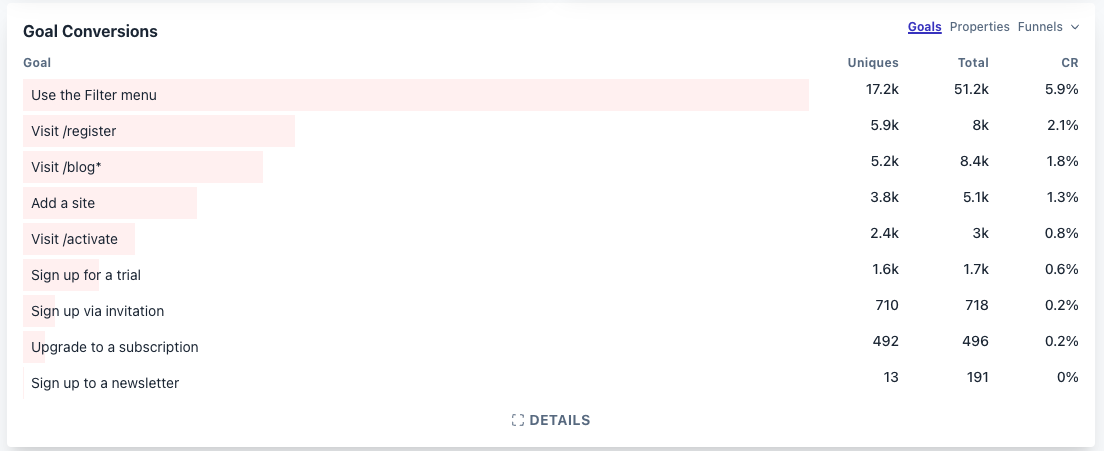 Goal Conversions
Goals Properties Funnels
Goal Uniques Total CR
Use the Filter menu 17.2k 51.2k 5.9%
Visit /register 5.9k 8k 2.1%
Visit /blog* 5.2k 8.4k 1.8%
Add a site 3.8k 5.1k 1.3%
Visit /activate 2.4k 3k 0.8%
Sign up for a trial 1.6k 1.7k 0.6%
Sign up via invitation 710 718 0.2%
Upgrade to a subscription 492 496 0.2%
Sign up to a newsletter 13 191 0%
DETAILS